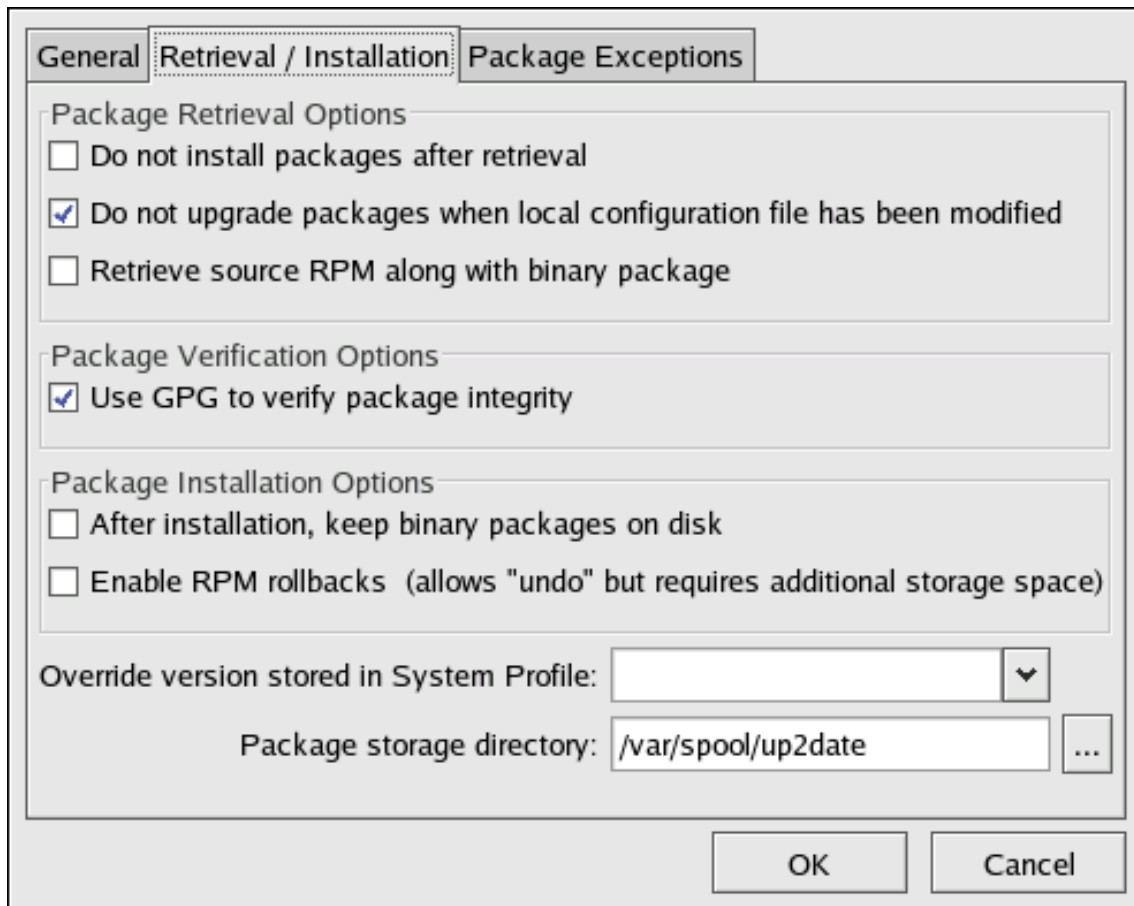 General
Retrieval / Installation
Package Exceptions
Package Retrieval Options
Do not install packages after retrieval
Do not upgrade packages when local configuration file has been modified
Retrieve source RPM along with binary package
Package Verification Options
Use GPG to verify package integrity
Package Installation Options
After installation, keep binary packages on disk
Enable RPM rollbacks (allows "undo" but requires additional storage space)
Override version stored in System Profile:
Package storage directory: /var/spool/up2date ...
OK
Cancel